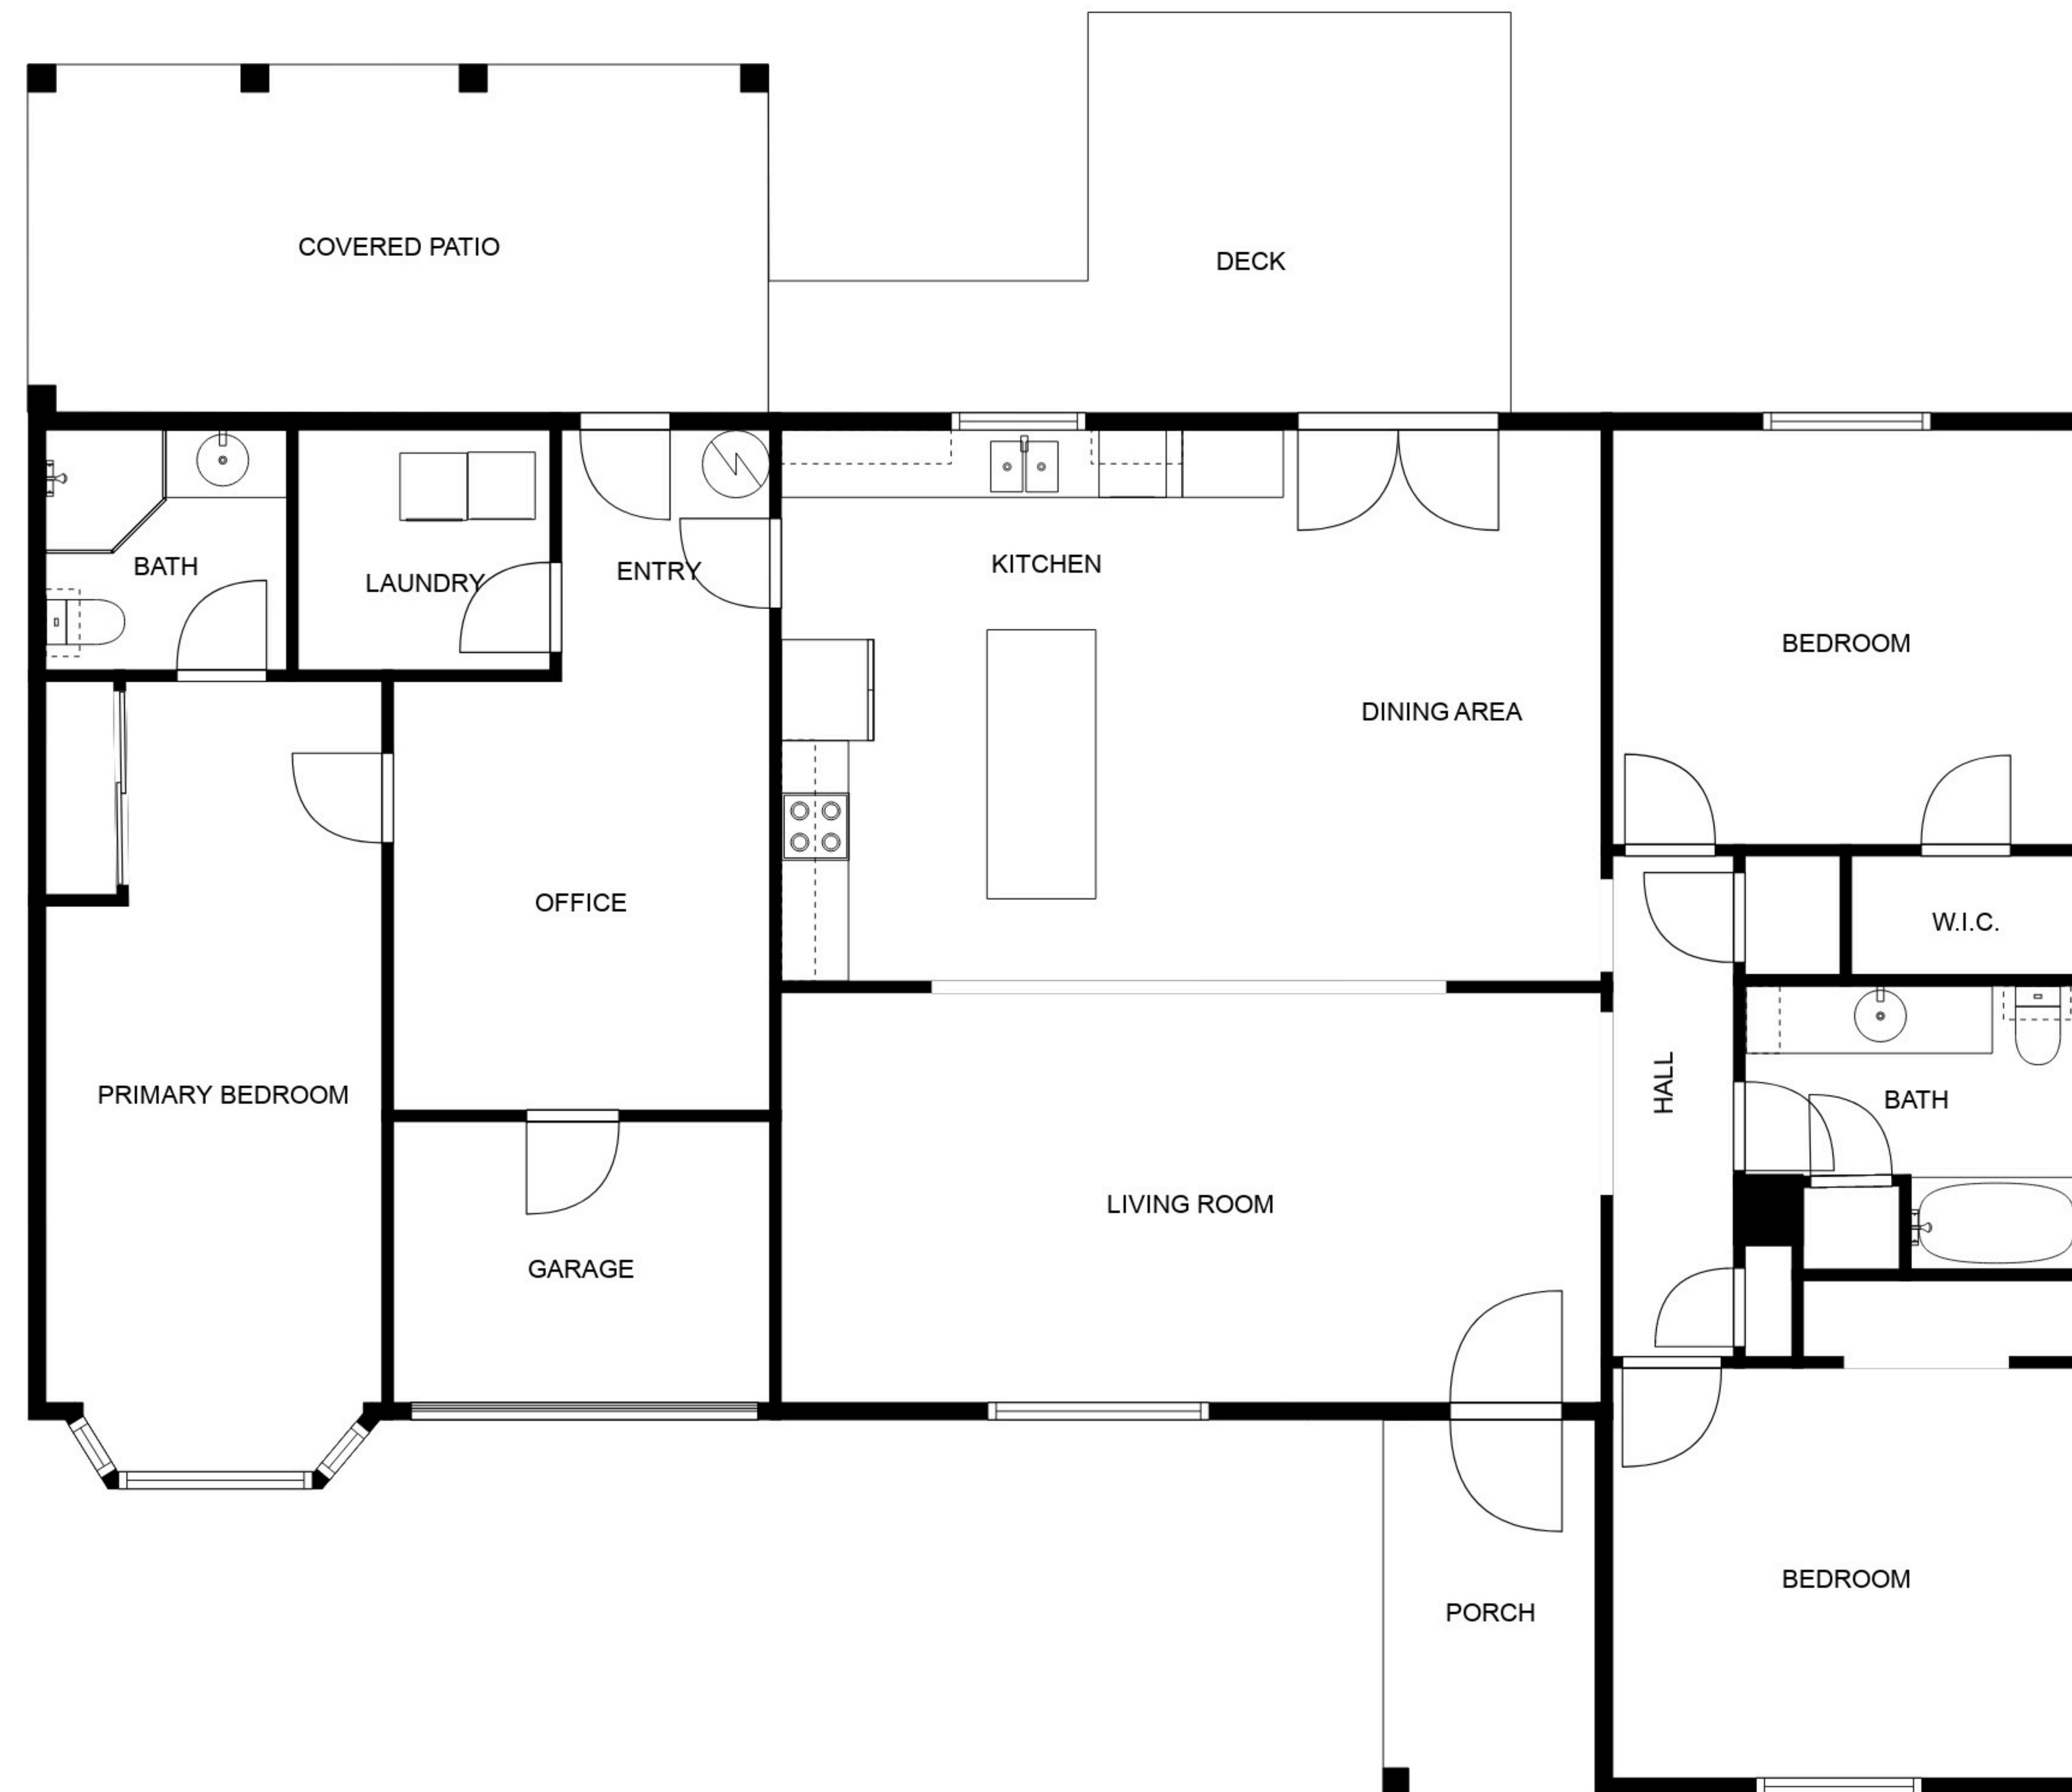 COVERED PATIO
DECK
BATH
LAUNDRY
ENTRY
KITCHEN
BEDROOM
DINING AREA
OFFICE
W.I.C.
PRIMARY BEDROOM
HALL
BATH
LIVING ROOM
GARAGE
BEDROOM
PORCH